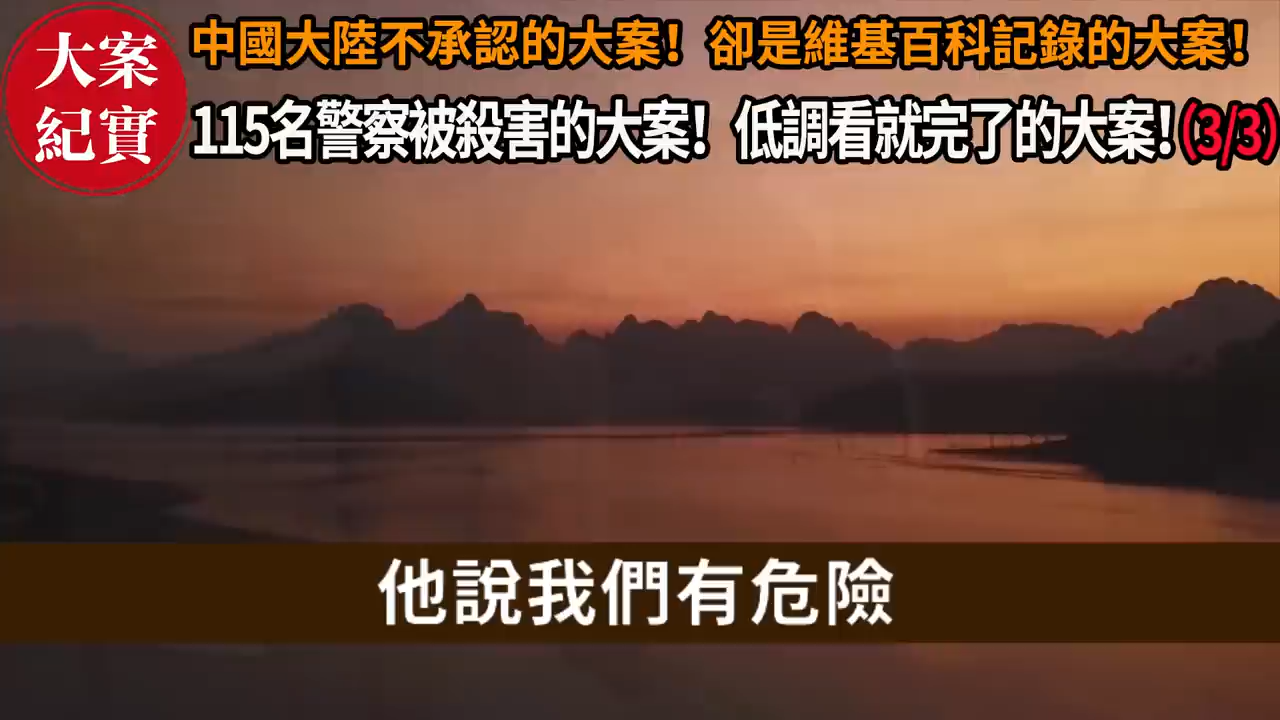 大案
紀實
中國大陸不承認的大案！卻是維基百科記錄的大案！
115名警察被殺害的大案！低調看就完了的大案！(3/3)
他說我們有危險